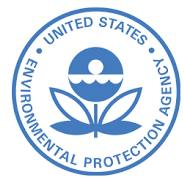 UNITED STATES
ENVIRONMENTAL PROTECTION AGENCY